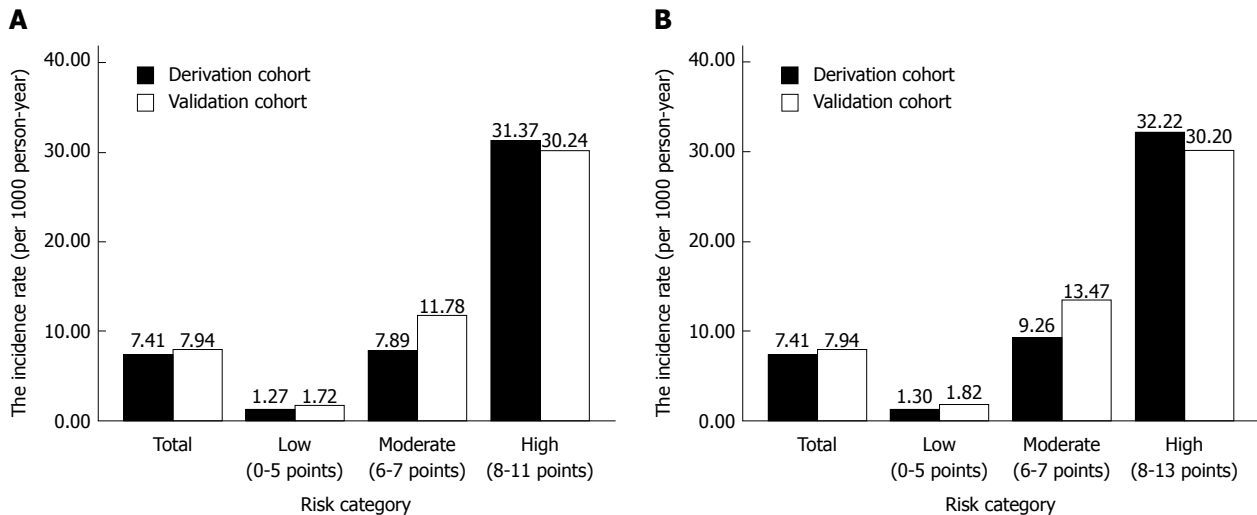 A
The incidence rate (per 1000 person-year)
40.00
30.00
20.00
10.00
0.00
Derivation cohort
Validation cohort
7.41
7.94
1.27
1.72
7.89
11.78
31.37
30.24
Total
Low
(0-5 points)
Moderate
(6-7 points)
High
(8-11 points)
Risk category
B
The incidence rate (per 1000 person-year)
40.00
30.00
20.00
10.00
0.00
Derivation cohort
Validation cohort
7.41
7.94
1.30
1.82
9.26
13.47
32.22
30.20
Total
Low
(0-5 points)
Moderate
(6-7 points)
High
(8-13 points)
Risk category